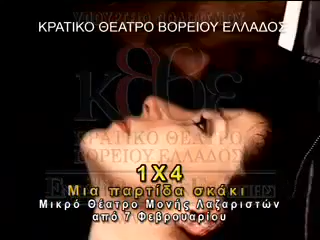 ΚΡΑΤΙΚΟ ΘΕΑΤΡΟ ΒΟΡΕΙΟΥ ΕΛΛΑΔΟΣ
κθβε
ΚΡΑΤΙΚΟ ΘΕΑΤΡΟ
ΒΟΡΕΙΟΥ ΕΛΛΑΔΟΣ
1Χ4
Μια παρτίδα σκάκι
Μικρό Θέατρο Μονής Λαζαριστών
από 7 Φεβρουαρίου